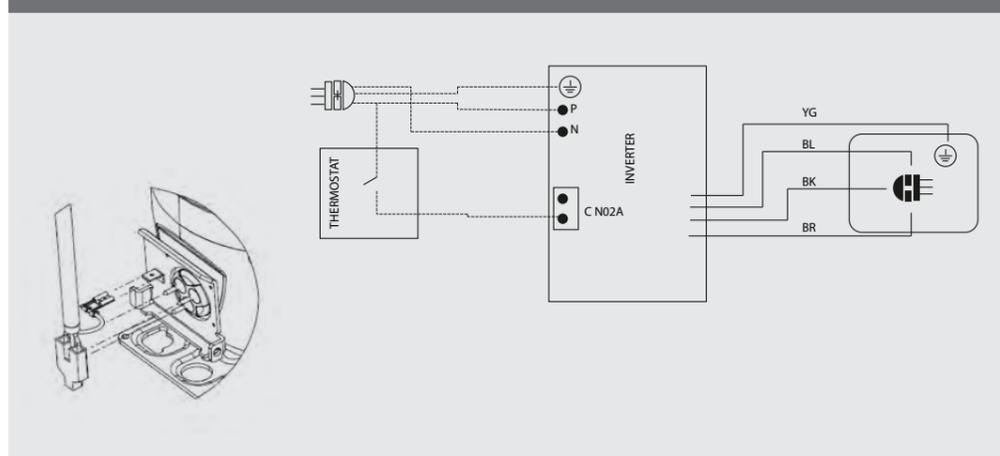 YG
P
N
BL
THERMOSTAT
INVERTER
BK
C N02A
BR